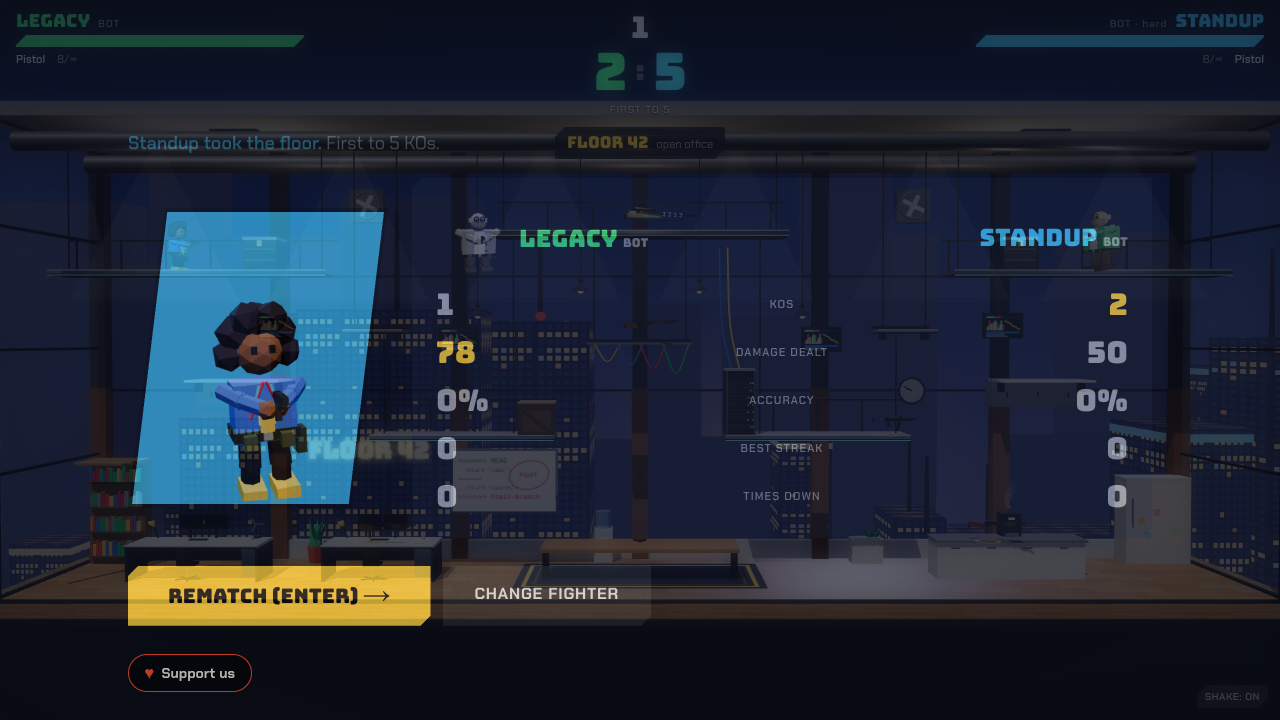 LEGACY BOT
BOT · hard STANDUP
Pistol 8/∞
8/∞ Pistol
1
2 : 5
FIRST TO 5
Standup took the floor. First to 5 KOs.
FLOOR 42 open office
LEGACY BOT
STANDUP BOT
1 KOS 2
78 DAMAGE DEALT 50
0% ACCURACY 0%
FLOOR 42
0 BEST STREAK 0
0 TIMES DOWN 0
REMATCH (ENTER) →
CHANGE FIGHTER
♥ Support us
SHAKE: ON